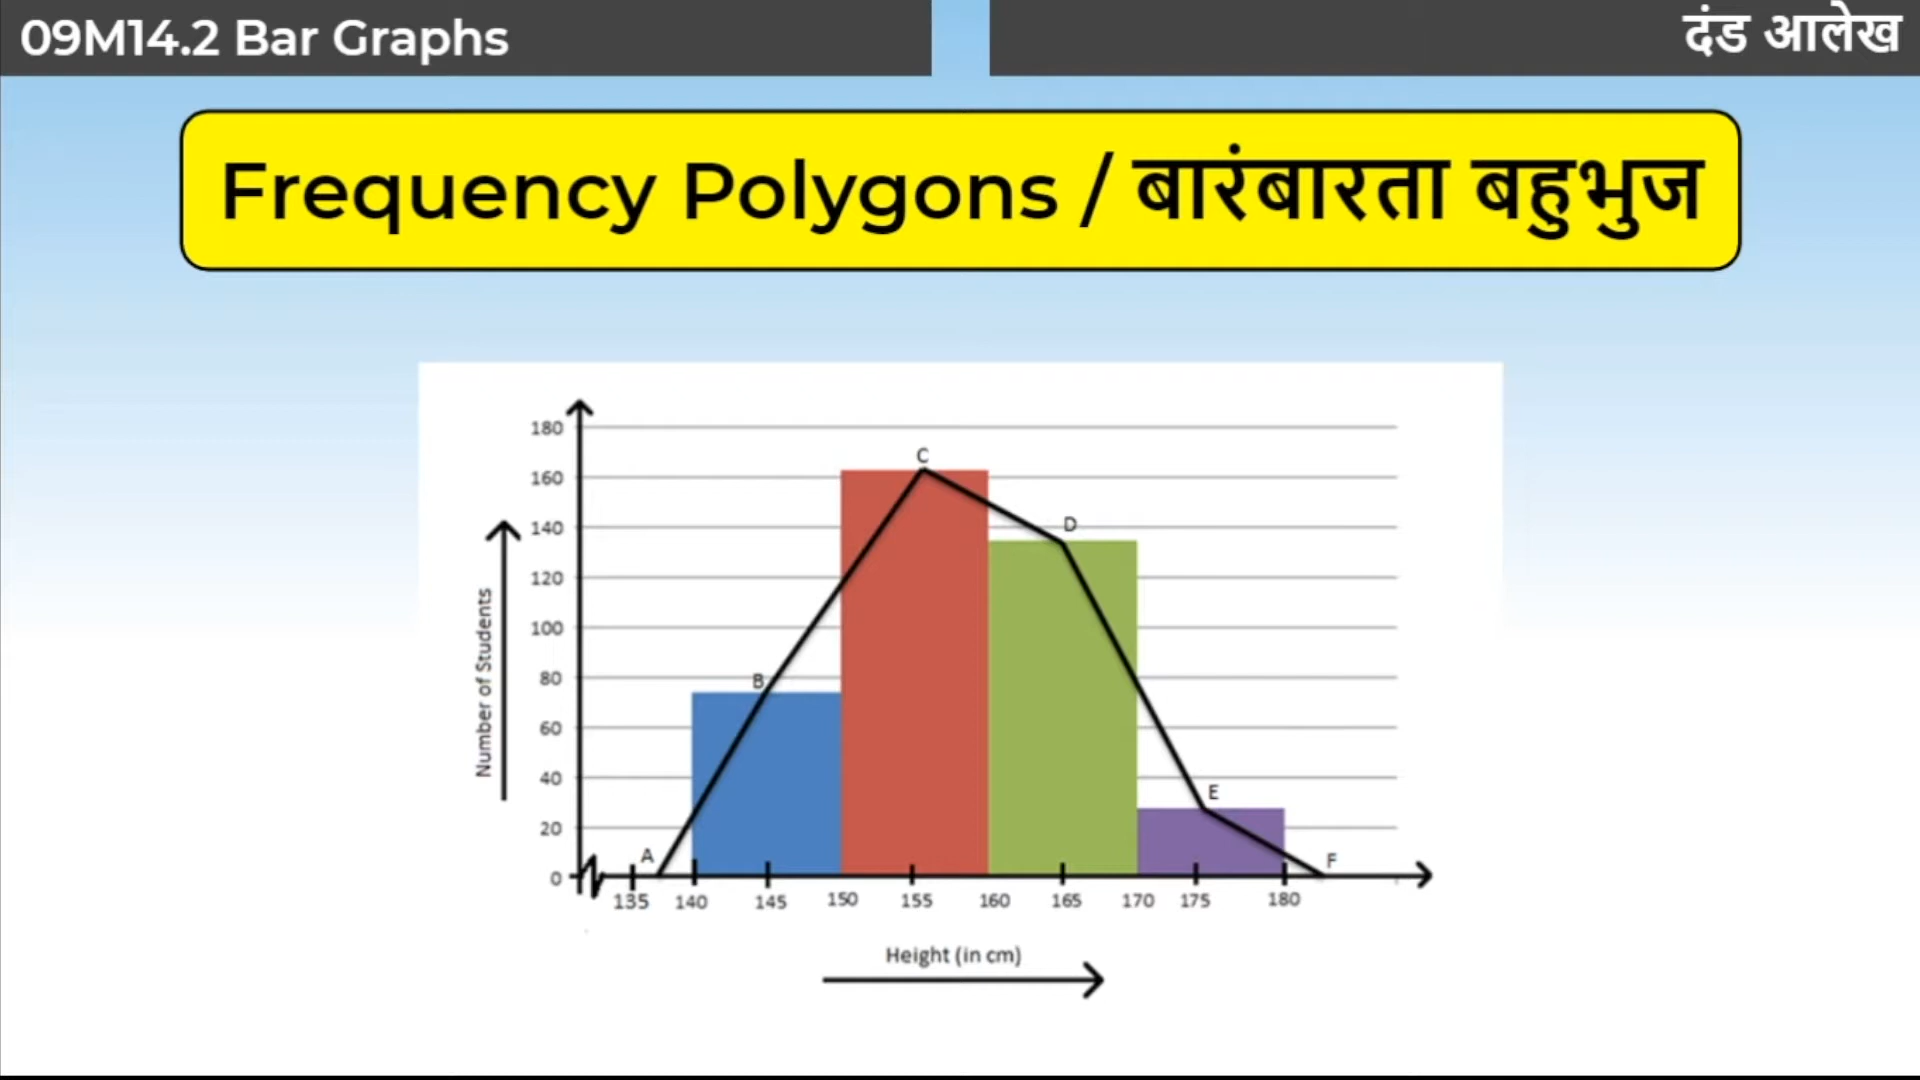 09M14.2 Bar Graphs
दंड आलेख
Frequency Polygons / बारंबारता बहुभुज
180
160
140
120
100
80
60
40
20
0
Number of Students
A
B
C
D
E
F
135 140 145 150 155 160 165 170 175 180
Height (in cm)